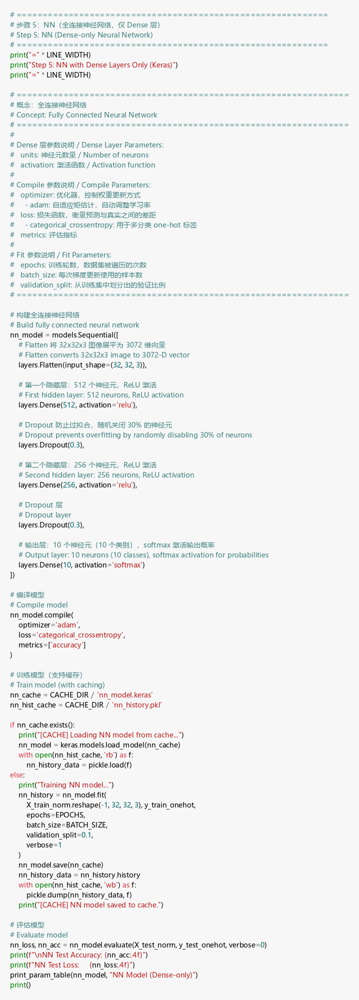 # ============================================================
# 步骤 5：NN（全连接神经网络，仅 Dense 层）
# Step 5: NN (Dense-only Neural Network)
# ============================================================
print("=" * LINE_WIDTH)
print("Step 5: NN with Dense Layers Only (Keras)")
print("=" * LINE_WIDTH)

# ================================================================
# 概念：全连接神经网络
# Concept: Fully Connected Neural Network
# ================================================================
#
# Dense 层参数说明 / Dense Layer Parameters:
#   units: 神经元数量 / Number of neurons
#   activation: 激活函数 / Activation function
#
# Compile 参数说明 / Compile Parameters:
#   optimizer: 优化器，控制权重更新方式
#     - adam: 自适应矩估计，自动调整学习率
#   loss: 损失函数，衡量预测与真实之间的差距
#     - categorical_crossentropy: 用于多分类 one-hot 标签
#   metrics: 评估指标
#
# Fit 参数说明 / Fit Parameters:
#   epochs: 训练轮数，数据集被遍历的次数
#   batch_size: 每次梯度更新使用的样本数
#   validation_split: 从训练集中划分出的验证比例
# ================================================================

# 构建全连接神经网络
# Build fully connected neural network
nn_model = models.Sequential([
    # Flatten 将 32x32x3 图像展平为 3072 维向量
    # Flatten converts 32x32x3 image to 3072-D vector
    layers.Flatten(input_shape=(32, 32, 3)),

    # 第一个隐藏层：512 个神经元，ReLU 激活
    # First hidden layer: 512 neurons, ReLU activation
    layers.Dense(512, activation='relu'),

    # Dropout 防止过拟合，随机关闭 30% 的神经元
    # Dropout prevents overfitting by randomly disabling 30% of neurons
    layers.Dropout(0.3),

    # 第二个隐藏层：256 个神经元，ReLU 激活
    # Second hidden layer: 256 neurons, ReLU activation
    layers.Dense(256, activation='relu'),

    # Dropout 层
    # Dropout layer
    layers.Dropout(0.3),

    # 输出层：10 个神经元（10 个类别），softmax 激活输出概率
    # Output layer: 10 neurons (10 classes), softmax activation for probabilities
    layers.Dense(10, activation='softmax')
])

# 编译模型
# Compile model
nn_model.compile(
    optimizer='adam',
    loss='categorical_crossentropy',
    metrics=['accuracy']
)

# 训练模型（支持缓存）
# Train model (with caching)
nn_cache = CACHE_DIR / 'nn_model.keras'
nn_hist_cache = CACHE_DIR / 'nn_history.pkl'

if nn_cache.exists():
    print("[CACHE] Loading NN model from cache...")
    nn_model = keras.models.load_model(nn_cache)
    with open(nn_hist_cache, 'rb') as f:
        nn_history_data = pickle.load(f)
else:
    print("Training NN model...")
    nn_history = nn_model.fit(
        X_train_norm.reshape(-1, 32, 32, 3), y_train_onehot,
        epochs=EPOCHS,
        batch_size=BATCH_SIZE,
        validation_split=0.1,
        verbose=1
    )
    nn_model.save(nn_cache)
    nn_history_data = nn_history.history
    with open(nn_hist_cache, 'wb') as f:
        pickle.dump(nn_history_data, f)
    print("[CACHE] NN model saved to cache.")

# 评估模型
# Evaluate model
nn_loss, nn_acc = nn_model.evaluate(X_test_norm, y_test_onehot, verbose=0)
print(f"\nNN Test Accuracy: {nn_acc:.4f}")
print(f"NN Test Loss:     {nn_loss:.4f}")
print_param_table(nn_model, "NN Model (Dense-only)")
print()